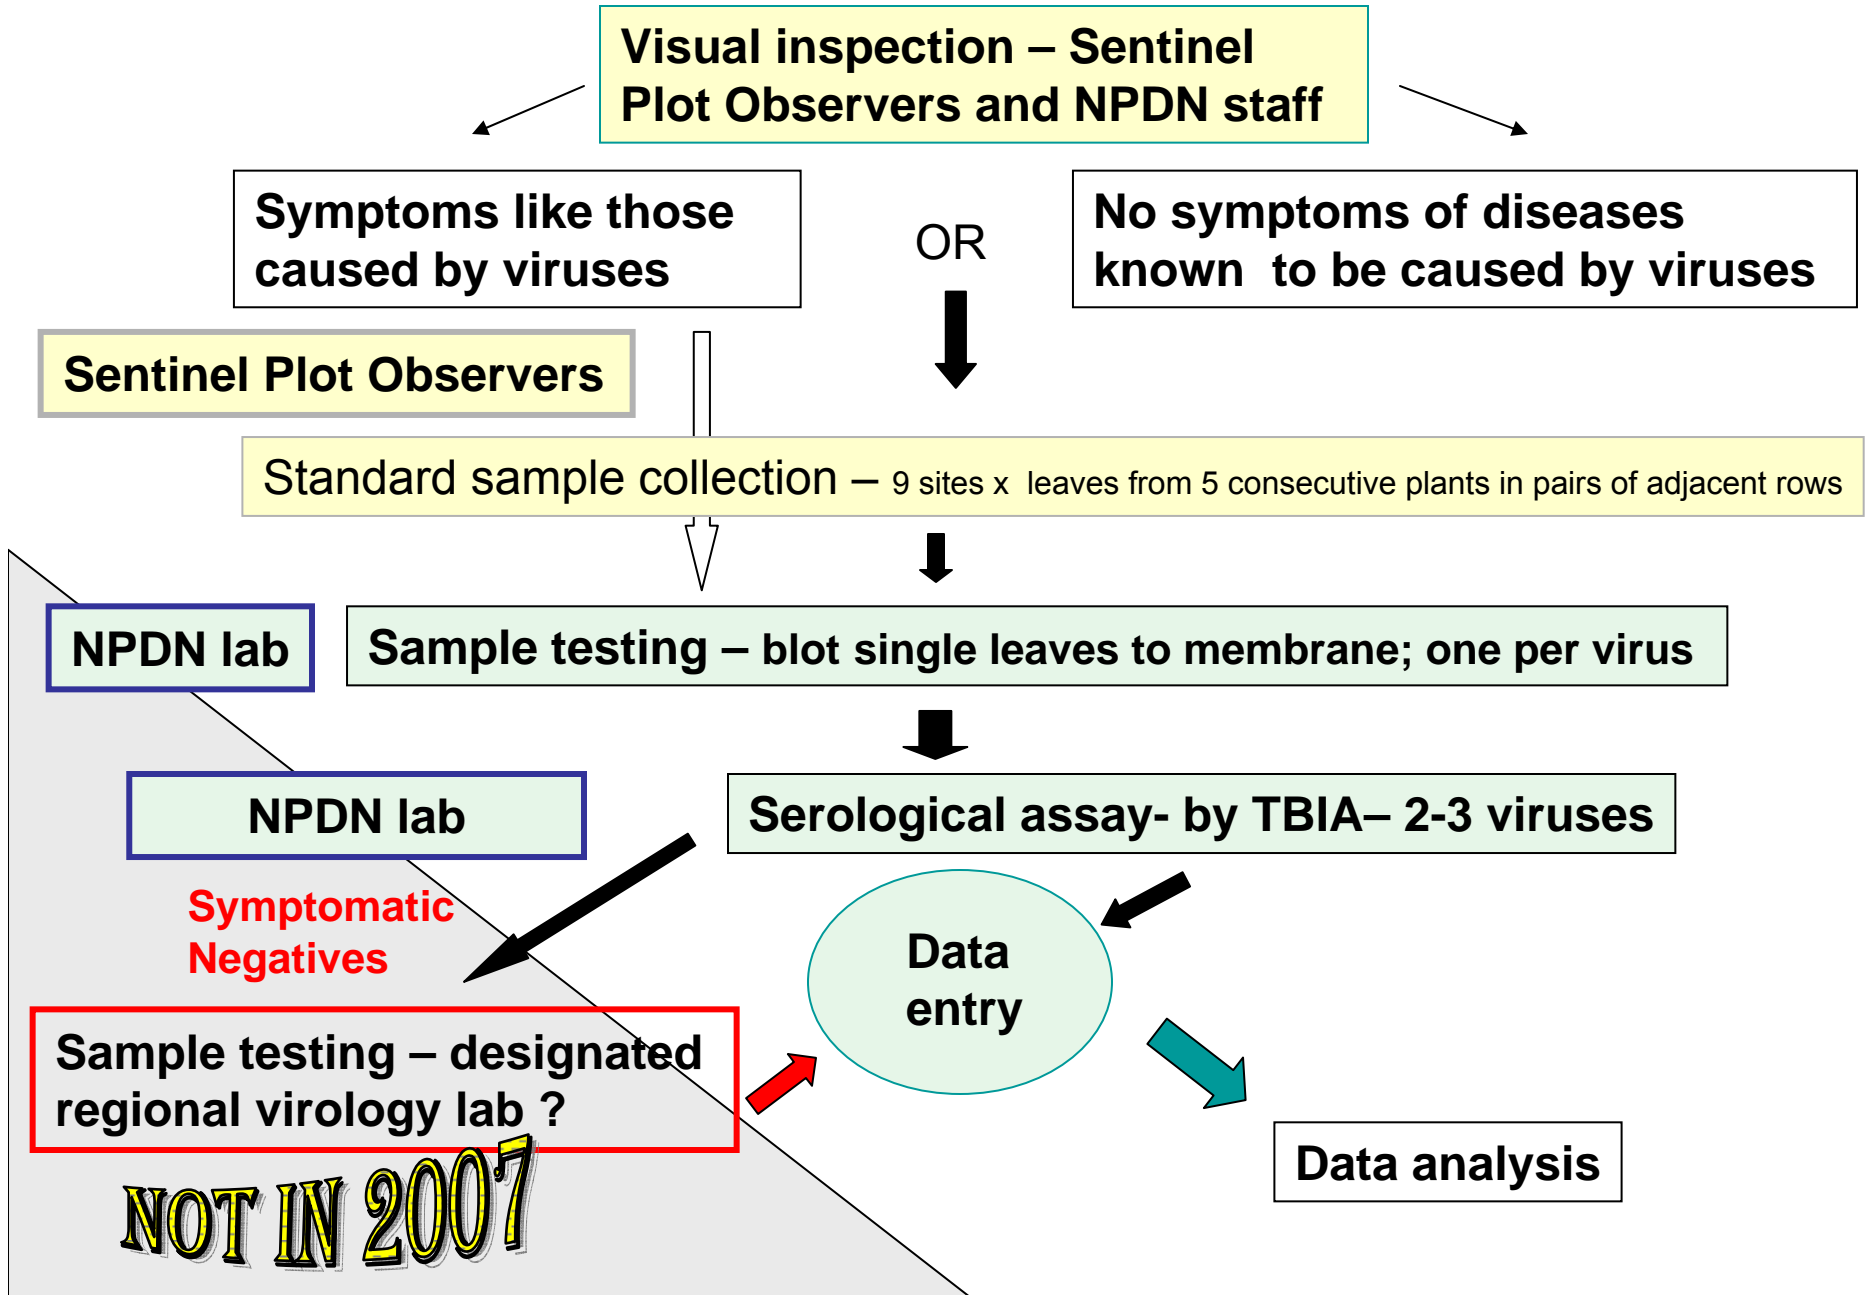 Visual inspection – Sentinel
Plot Observers and NPDN staff
Symptoms like those
caused by viruses
OR
No symptoms of diseases
known to be caused by viruses
Sentinel Plot Observers
Standard sample collection – 9 sites x leaves from 5 consecutive plants in pairs of adjacent rows
NPDN lab
Sample testing – blot single leaves to membrane; one per virus
NPDN lab
Serological assay- by TBIA– 2-3 viruses
Symptomatic
Negatives
Data
entry
Sample testing – designated
regional virology lab ?
NOT IN 2007
Data analysis